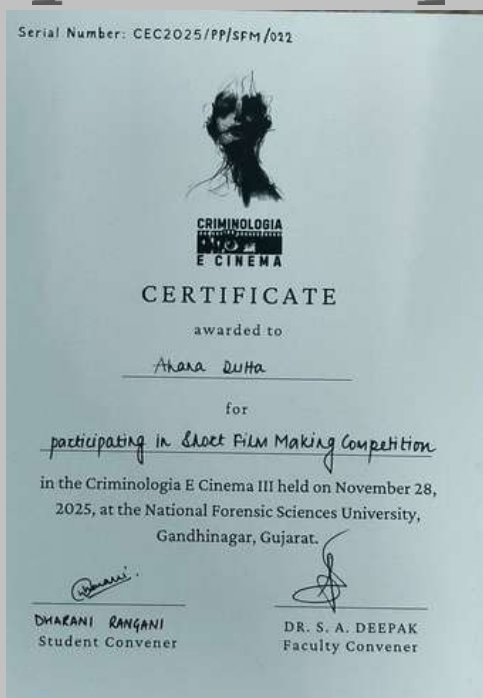 Serial Number: CEC2025/PP/SFM/022
CRIMINOLOGIA
E CINEMA
CERTIFICATE
awarded to
Ahana Dutta
for
participating in Short Film Making Competition
in the Criminologia E Cinema III held on November 28,
2025, at the National Forensic Sciences University,
Gandhinagar, Gujarat.
DHARANI RANGANI
Student Convener
DR. S. A. DEEPAK
Faculty Convener